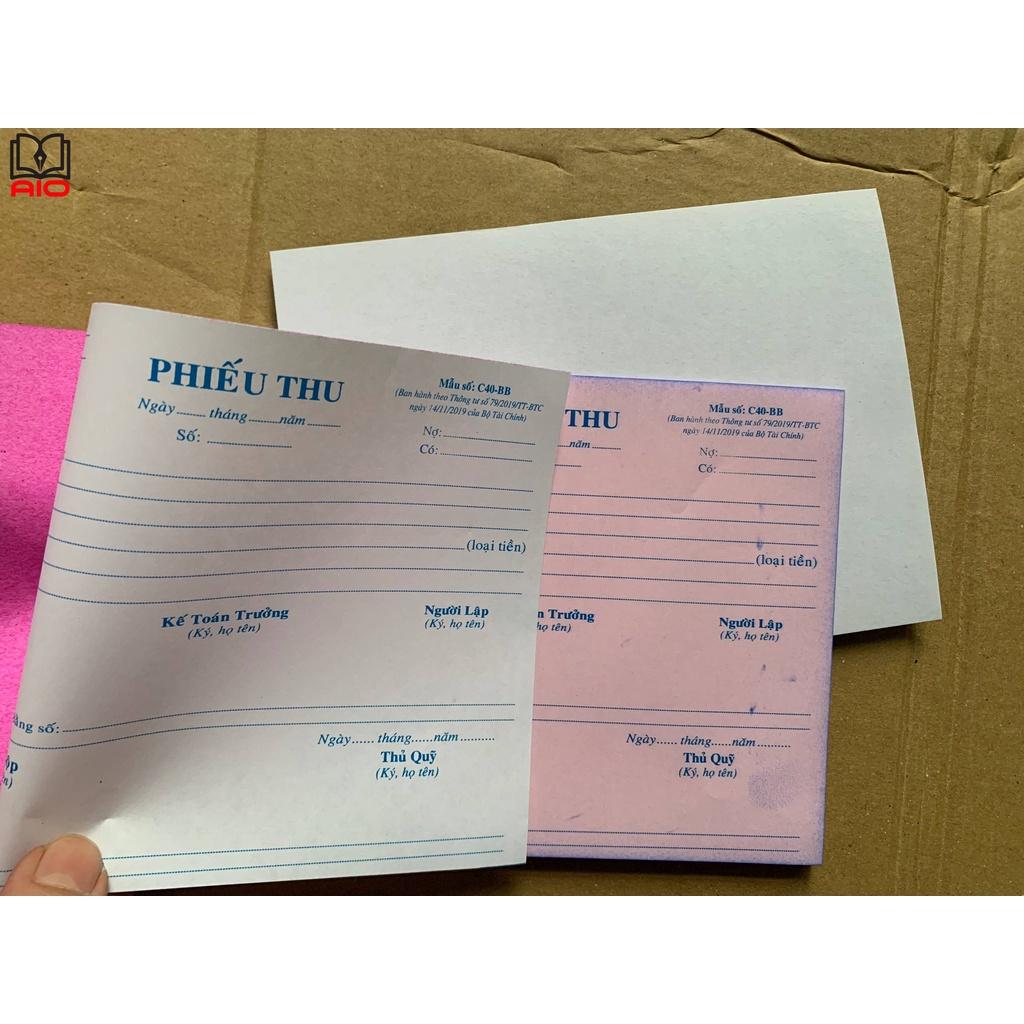 AIO
PHIẾU THU
Ngày........ tháng........năm.........
Số: ....................
Mẫu số: C40-BB
(Ban hành theo Thông tư số 79/2019/TT-BTC
ngày 14/11/2019 của Bộ Tài Chính)
Nợ:....................
Có:....................
(loại tiền)
Kế Toán Trưởng
(Ký, họ tên)
Người Lập
(Ký, họ tên)
số:
Ngày...... tháng......năm..........
Thủ Quỹ
(Ký, họ tên)
THU
năm
Mẫu số: C40-BB
(Ban hành theo Thông tư số 79/2019/TT-BTC
ngày 14/11/2019 của Bộ Tài Chính)
Nợ:....................
Có:....................
(loại tiền)
Trưởng
họ tên)
Người Lập
(Ký, họ tên)
Ngày...... tháng......năm..........
Thủ Quỹ
(Ký, họ tên)